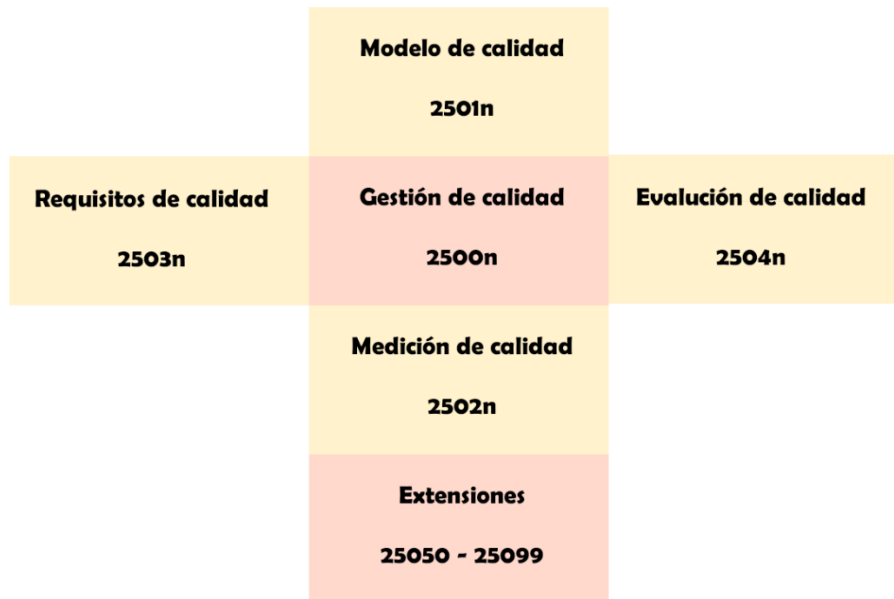 Modelo de calidad
2501n
Requisitos de calidad
2503n
Gestión de calidad
2500n
Evalución de calidad
2504n
Medición de calidad
2502n
Extensiones
25050 - 25099